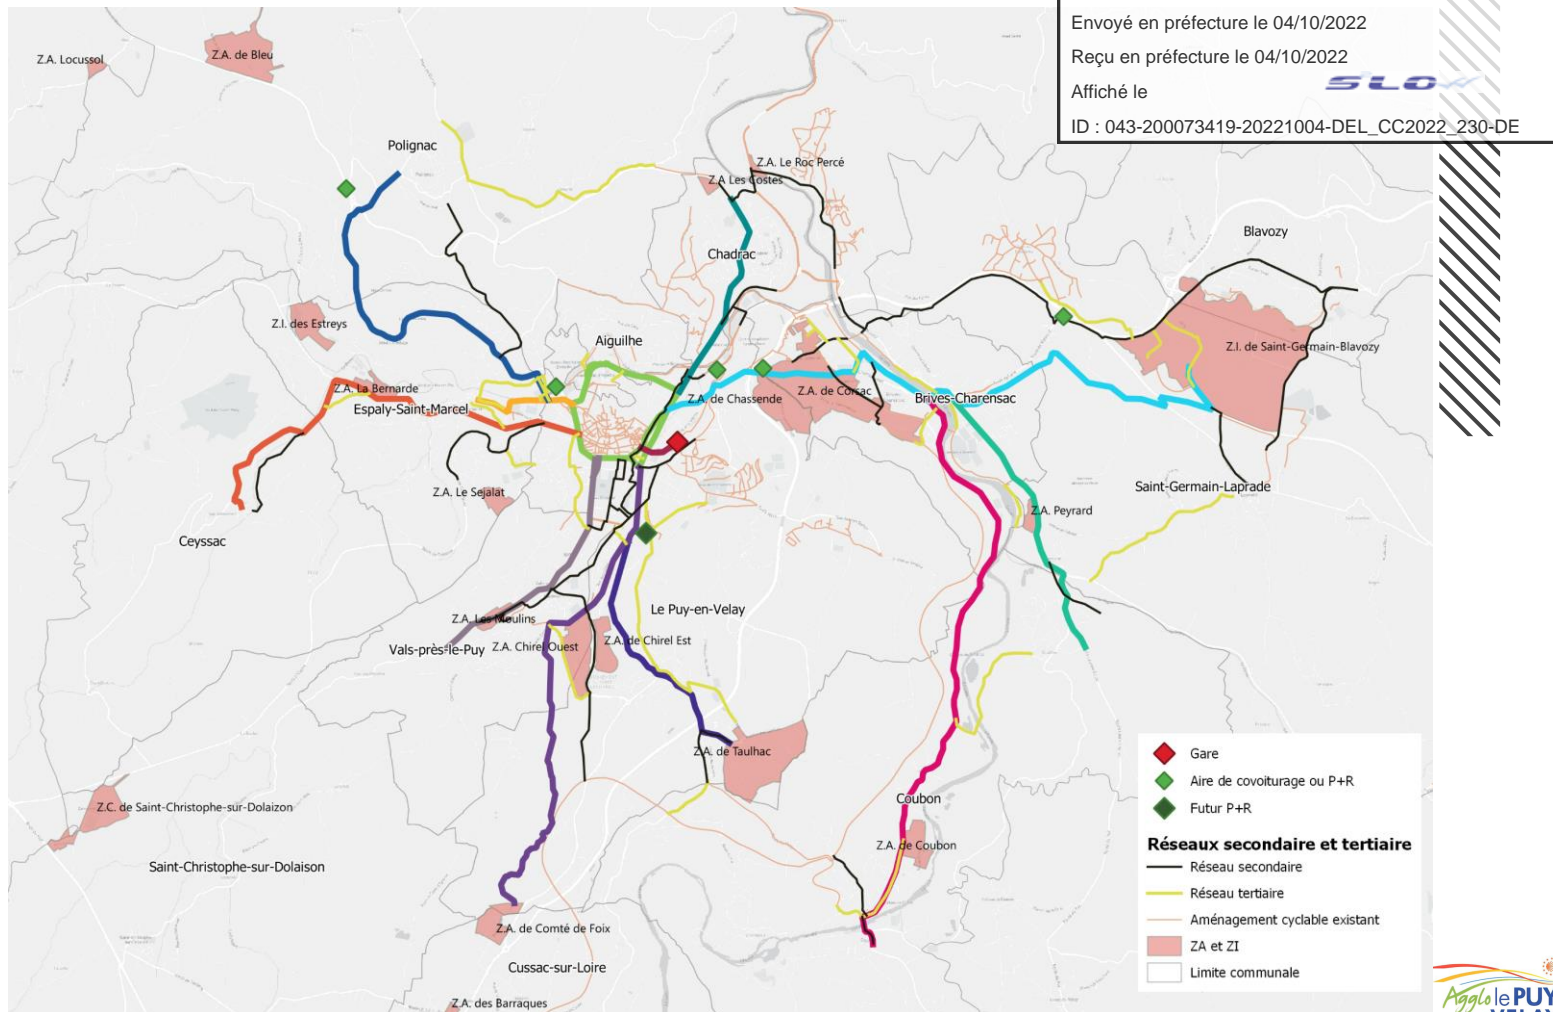 Envoyé en préfecture le 04/10/2022
Reçu en préfecture le 04/10/2022
Affiché le
S²LOW
ID : 043-200073419-20221004-DEL_CC2022_230-DE
Z.A. Locussol
Z.A. de Bleu
Polignac
Z.A. Le Roc Percé
Z.A Les Costes
Blavozy
Chadrac
Z.I. des Estreys
Aiguilhe
Z.I. de Saint-Germain-Blavozy
Z.A. La Bernarde
Espaly-Saint-Marcel
Z.A. de Chassende
Z.A. de Corsac
Brives-Charensac
Z.A. Le Sejalat
Saint-Germain-Laprade
Z.A. Peyrard
Ceyssac
Le Puy-en-Velay
Z.A. Les Moulins
Vals-près-le-Puy
Z.A. Chirel Ouest
Z.A. de Chirel Est
Z.A. de Taulhac
Z.C. de Saint-Christophe-sur-Dolaizon
Coubon
Z.A. de Coubon
Saint-Christophe-sur-Dolaison
Z.A. de Comté de Foix
Cussac-sur-Loire
Z.A. des Barraques
Gare
Aire de covoiturage ou P+R
Futur P+R
Réseaux secondaire et tertiaire
Réseau secondaire
Réseau tertiaire
Aménagement cyclable existant
ZA et ZI
Limite communale
Agglo le PUY
VELAY